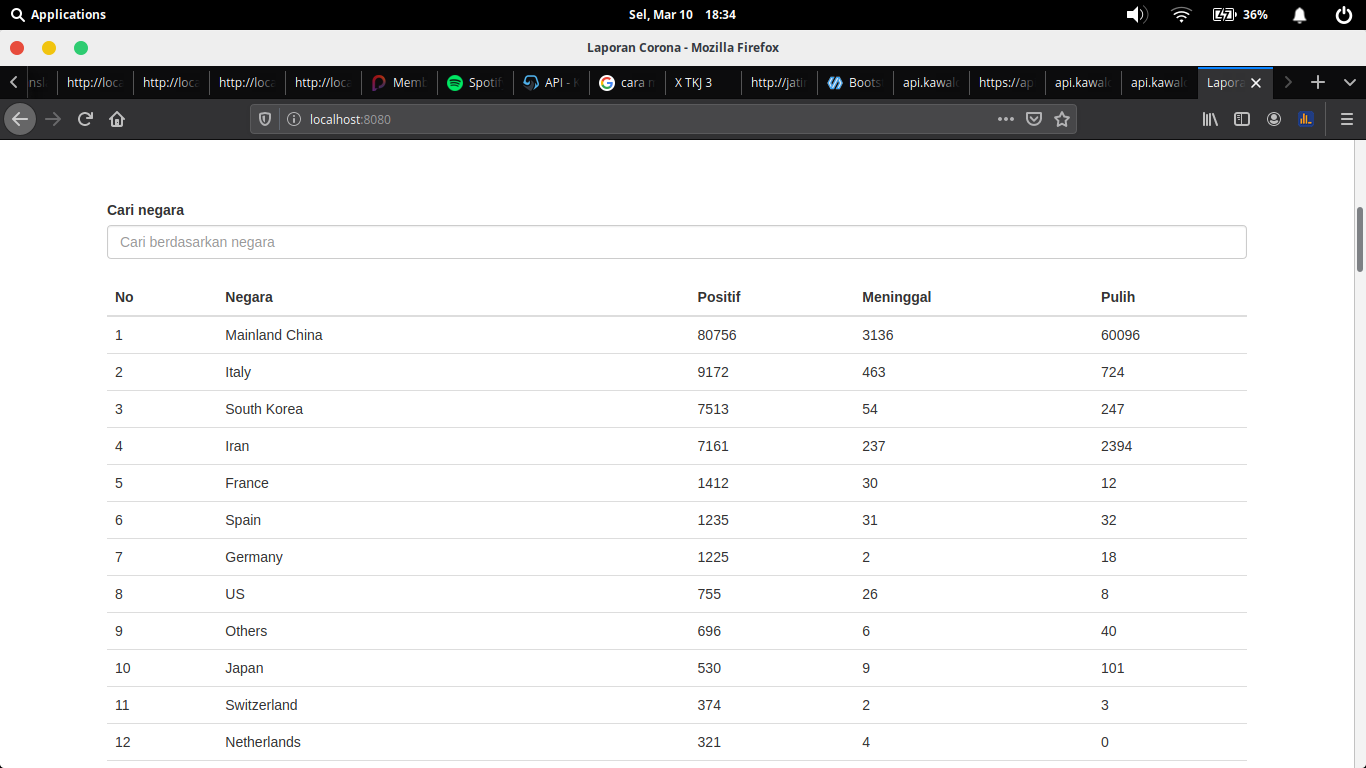 Applications Sel, Mar 10 18:34 36%
Laporan Corona - Mozilla Firefox
http://loca http://loca http://loca http://loca Memb Spotif API - cara X TKJ 3 http://jati Boots api.kawal https://ap api.kawal api.kawal Lapora
localhost:8080
Cari negara
Cari berdasarkan negara
No Negara Positif Meninggal Pulih
1 Mainland China 80756 3136 60096
2 Italy 9172 463 724
3 South Korea 7513 54 247
4 Iran 7161 237 2394
5 France 1412 30 12
6 Spain 1235 31 32
7 Germany 1225 2 18
8 US 755 26 8
9 Others 696 6 40
10 Japan 530 9 101
11 Switzerland 374 2 3
12 Netherlands 321 4 0